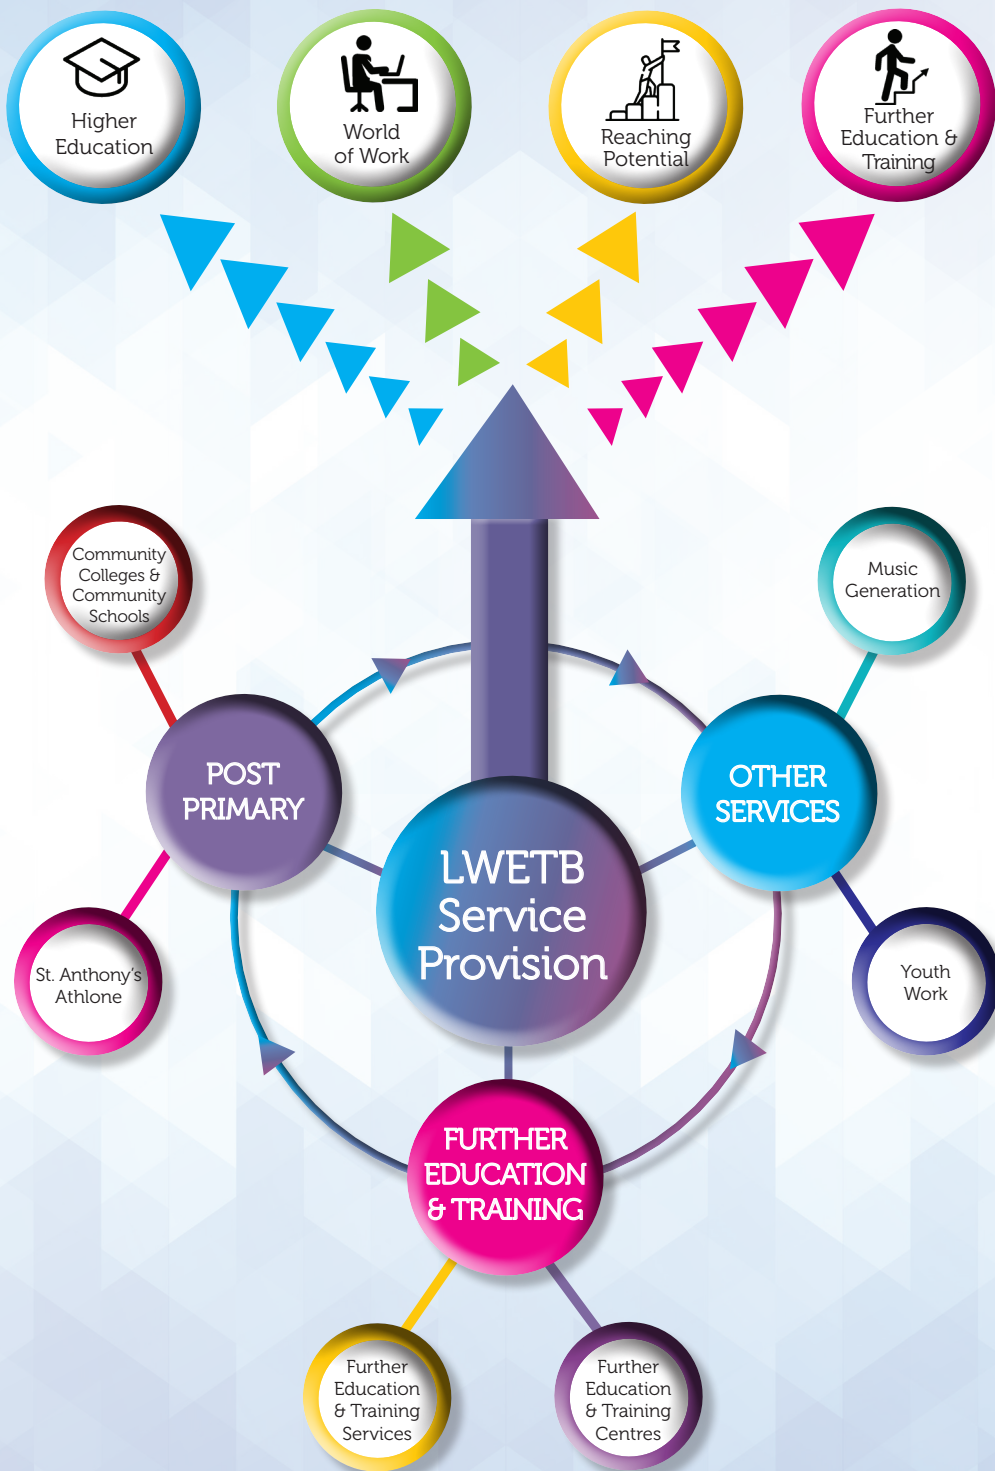 Higher
Education
World
of Work
Reaching
Potential
Further
Education &
Training
Community
Colleges &
Community
Schools
Music
Generation
POST
PRIMARY
OTHER
SERVICES
LWETB
Service
Provision
St. Anthony's
Athlone
Youth
Work
FURTHER
EDUCATION
& TRAINING
Further
Education
& Training
Services
Further
Education
& Training
Centres